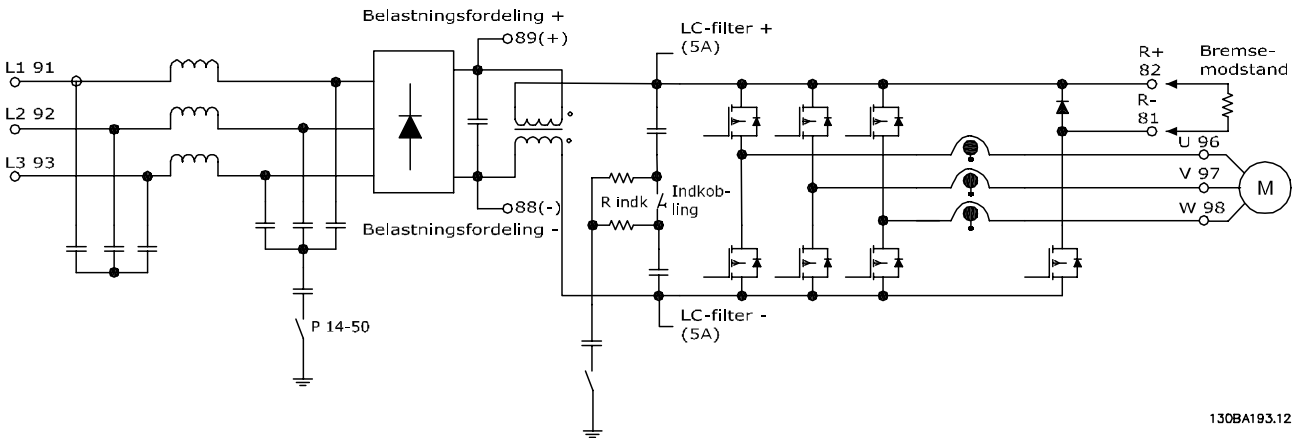 Belastningsfordeling +
89(+)
LC-filter +
(5A)
R+
82
Bremse-
modstand
L1 91
R-
81
L2 92
U 96
L3 93
V 97
M
R indk
Indkob-
ling
88(-)
W 98
Belastningsfordeling -
LC-filter -
(5A)
P 14-50
130BA193.12